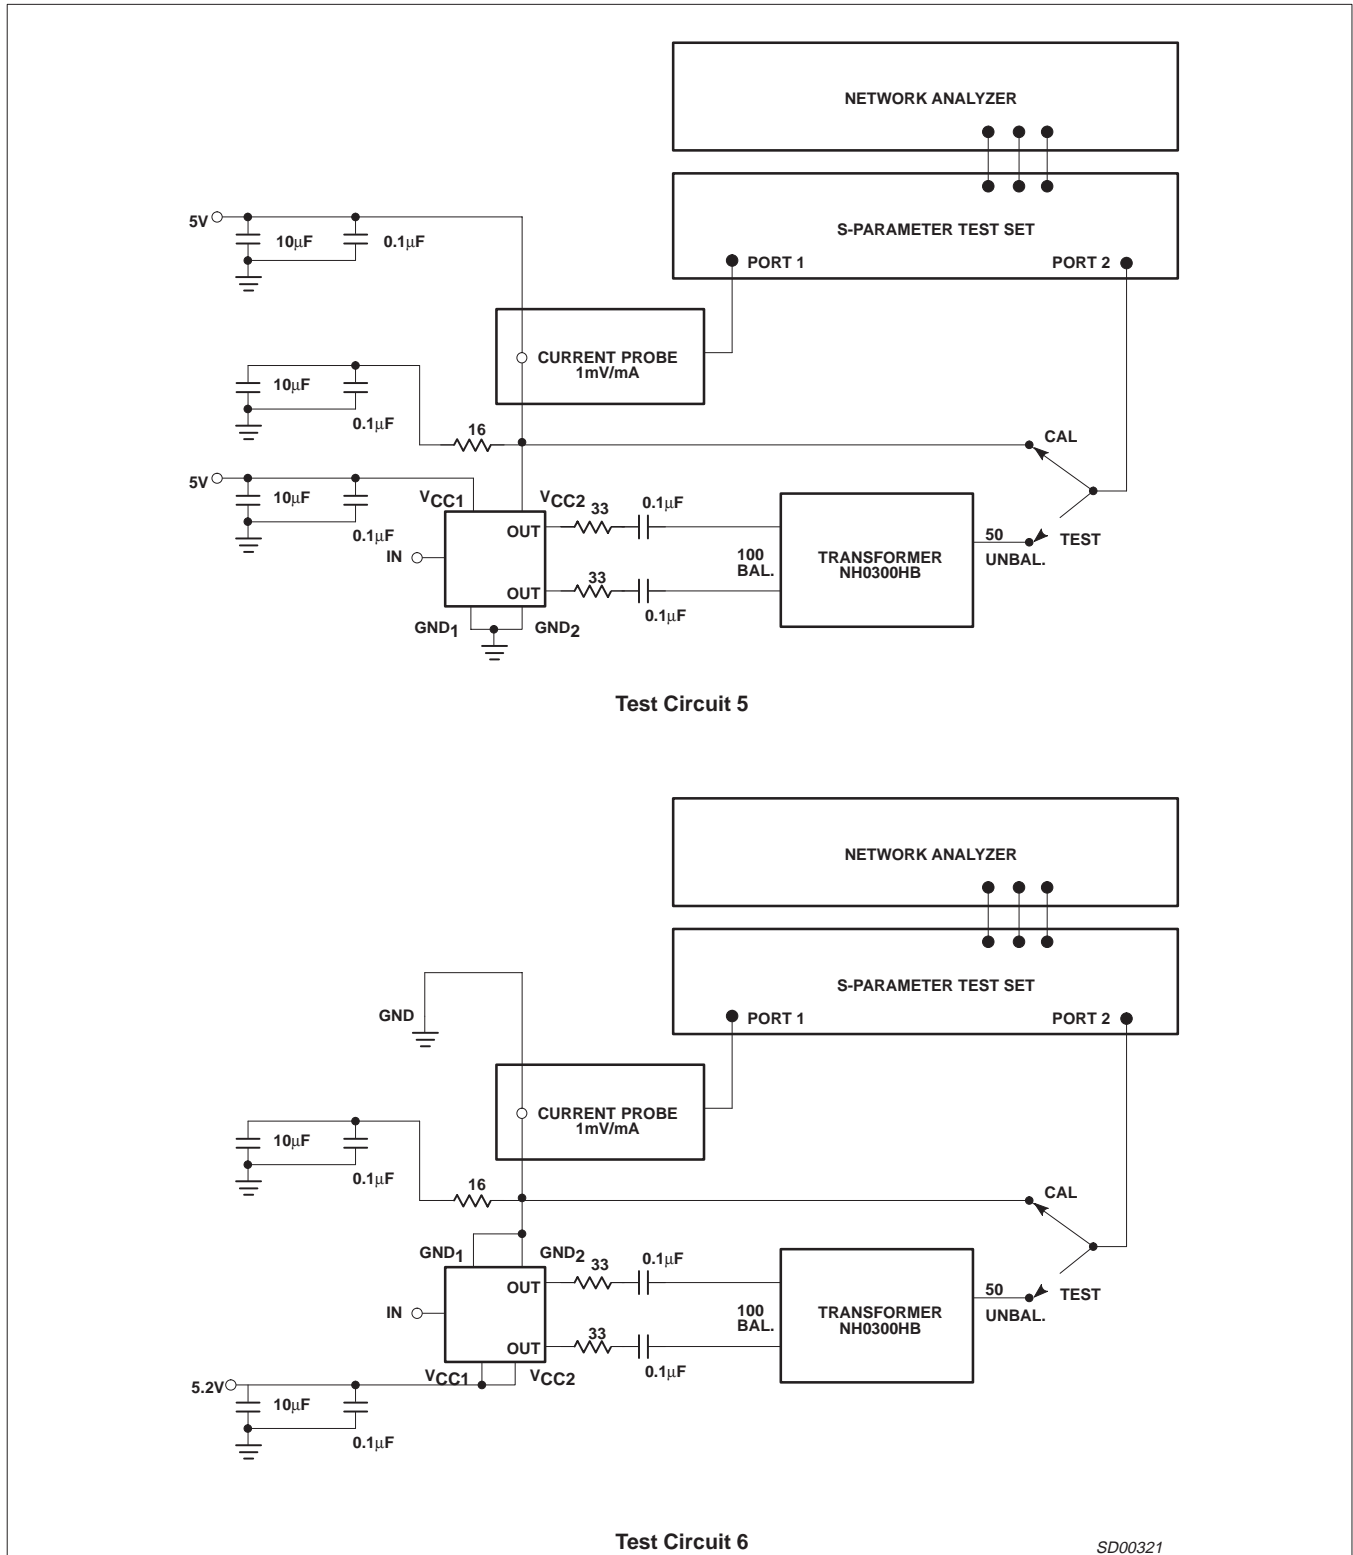 NETWORK ANALYZER
S-PARAMETER TEST SET
PORT 1
PORT 2
5V
10μF
0.1μF
CURRENT PROBE
1mV/mA
10μF
0.1μF
16
CAL
5V
10μF
0.1μF
VCC1
VCC2
33
0.1μF
OUT
IN
100
BAL.
TRANSFORMER
NH0300HB
50
UNBAL.
TEST
33
OUT
0.1μF
GND1
GND2
Test Circuit 5
NETWORK ANALYZER
S-PARAMETER TEST SET
PORT 1
PORT 2
GND
CURRENT PROBE
1mV/mA
10μF
0.1μF
16
CAL
GND1
GND2
33
0.1μF
OUT
IN
100
BAL.
TRANSFORMER
NH0300HB
50
UNBAL.
TEST
33
OUT
0.1μF
VCC1
VCC2
5.2V
10μF
0.1μF
Test Circuit 6
SD00321